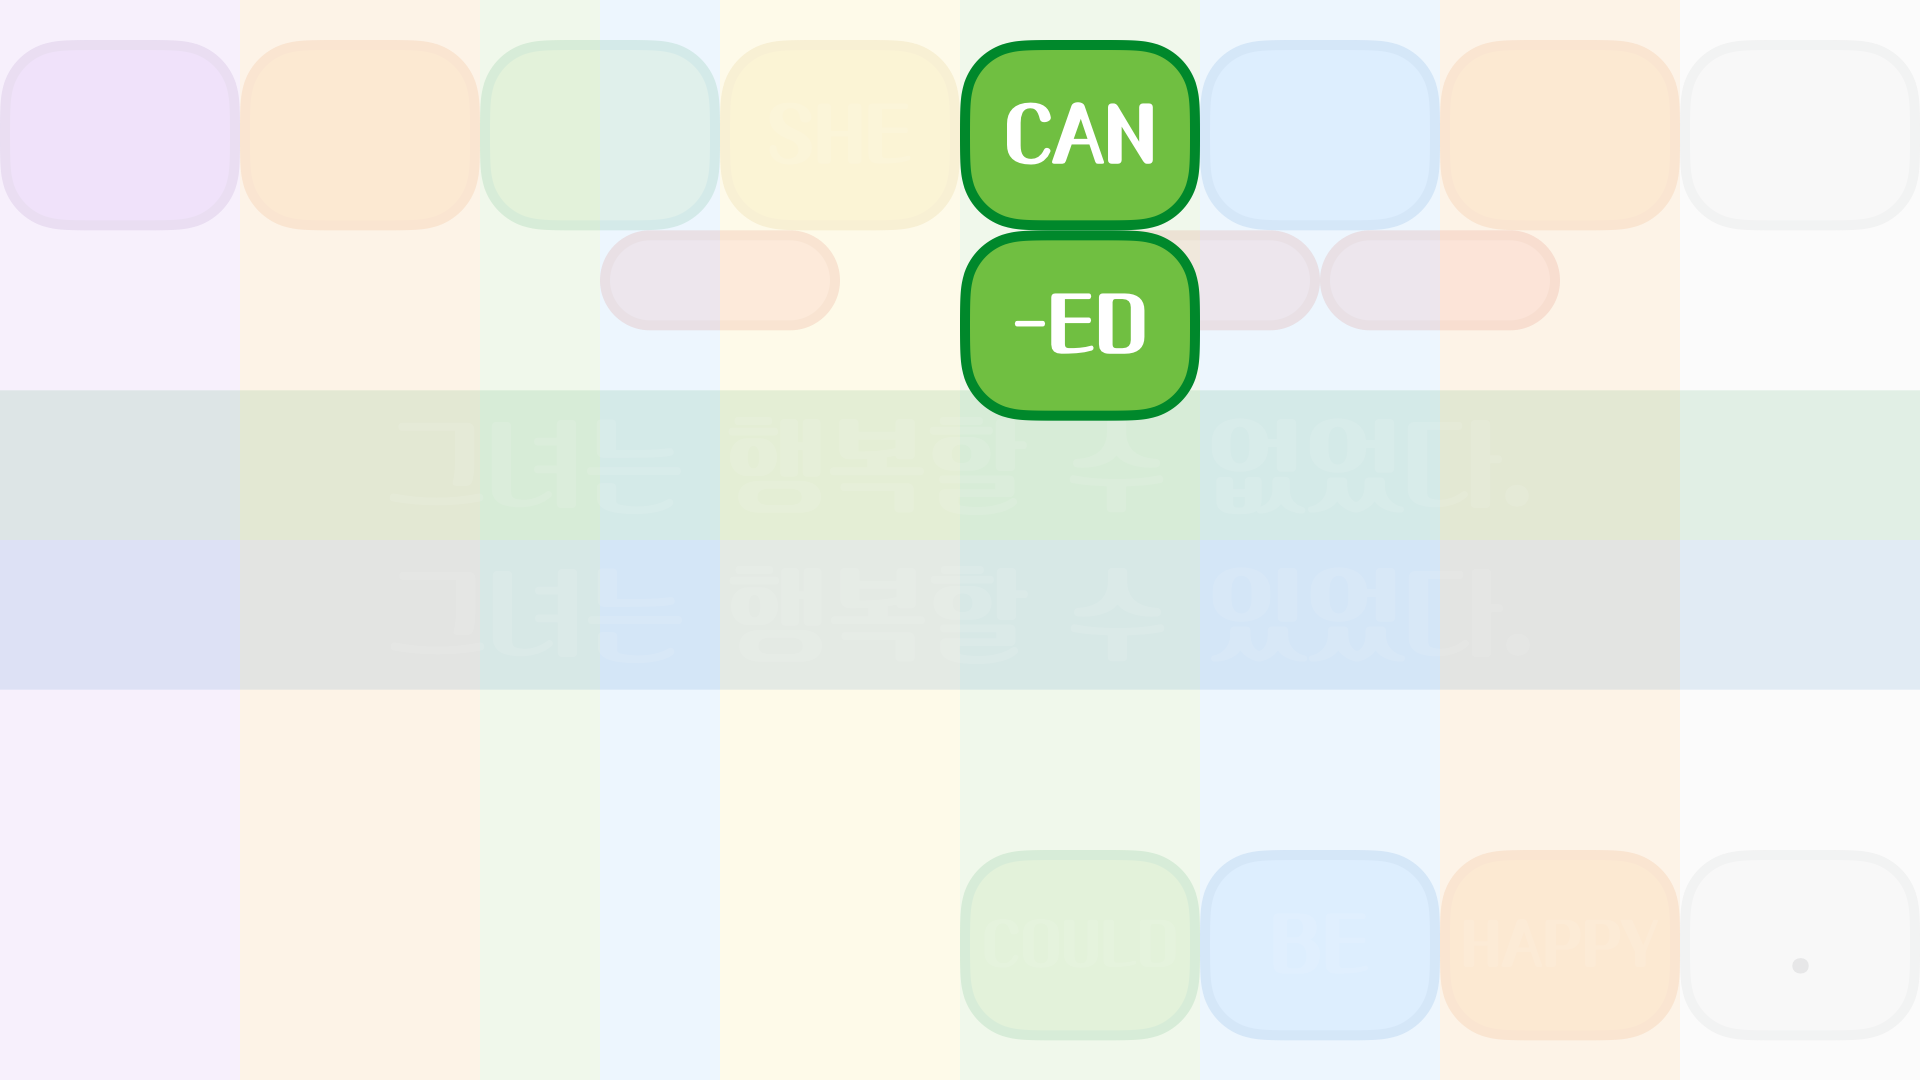 SHE CAN
-ED
그녀는 행복할 수 없었다.
그녀는 행복할 수 있었다.
COULD BE HAPPY .